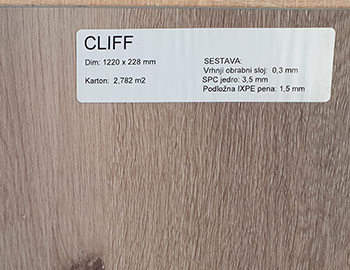 CLIFF
Dim: 1220 x 228 mm
Karton: 2,782 m2
SESTAVA:
Vrhnji obrabni sloj: 0,3 mm
SPC jedro: 3,5 mm
Podložna IXPE pena: 1,5 mm